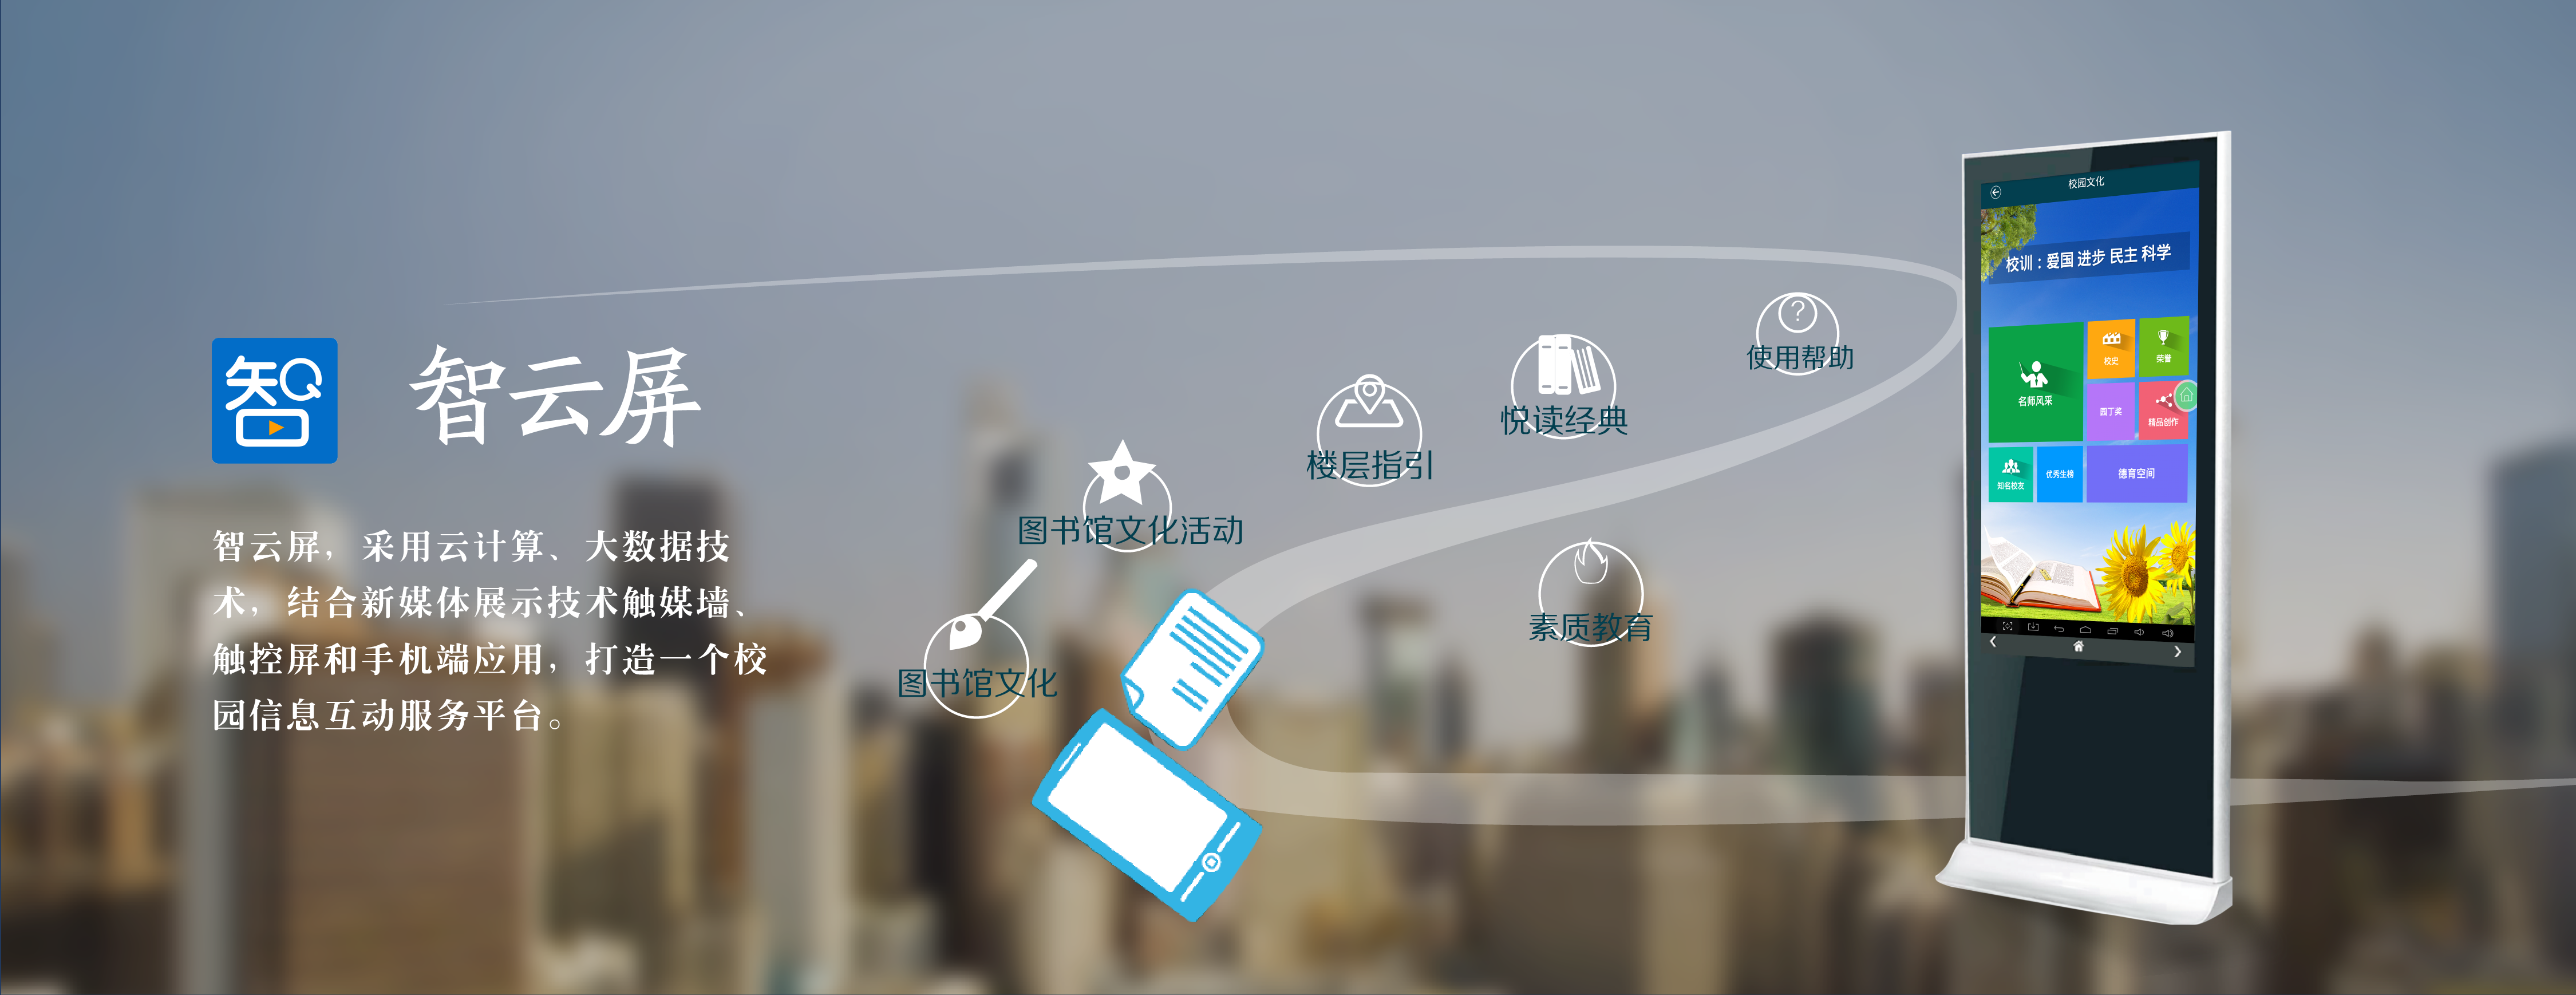 智
智云屏
智云屏，采用云计算、大数据技
术，结合新媒体展示技术触媒墙、
触控屏和手机端应用，打造一个校
园信息互动服务平台。
使用帮助
悦读经典
楼层指引
图书馆文化活动
素质教育
图书馆文化
校园文化
校训：爱国 进步 民主 科学
名师风采
校史
荣誉
园丁奖
精品创作
知名校友
优秀生榜
德育空间